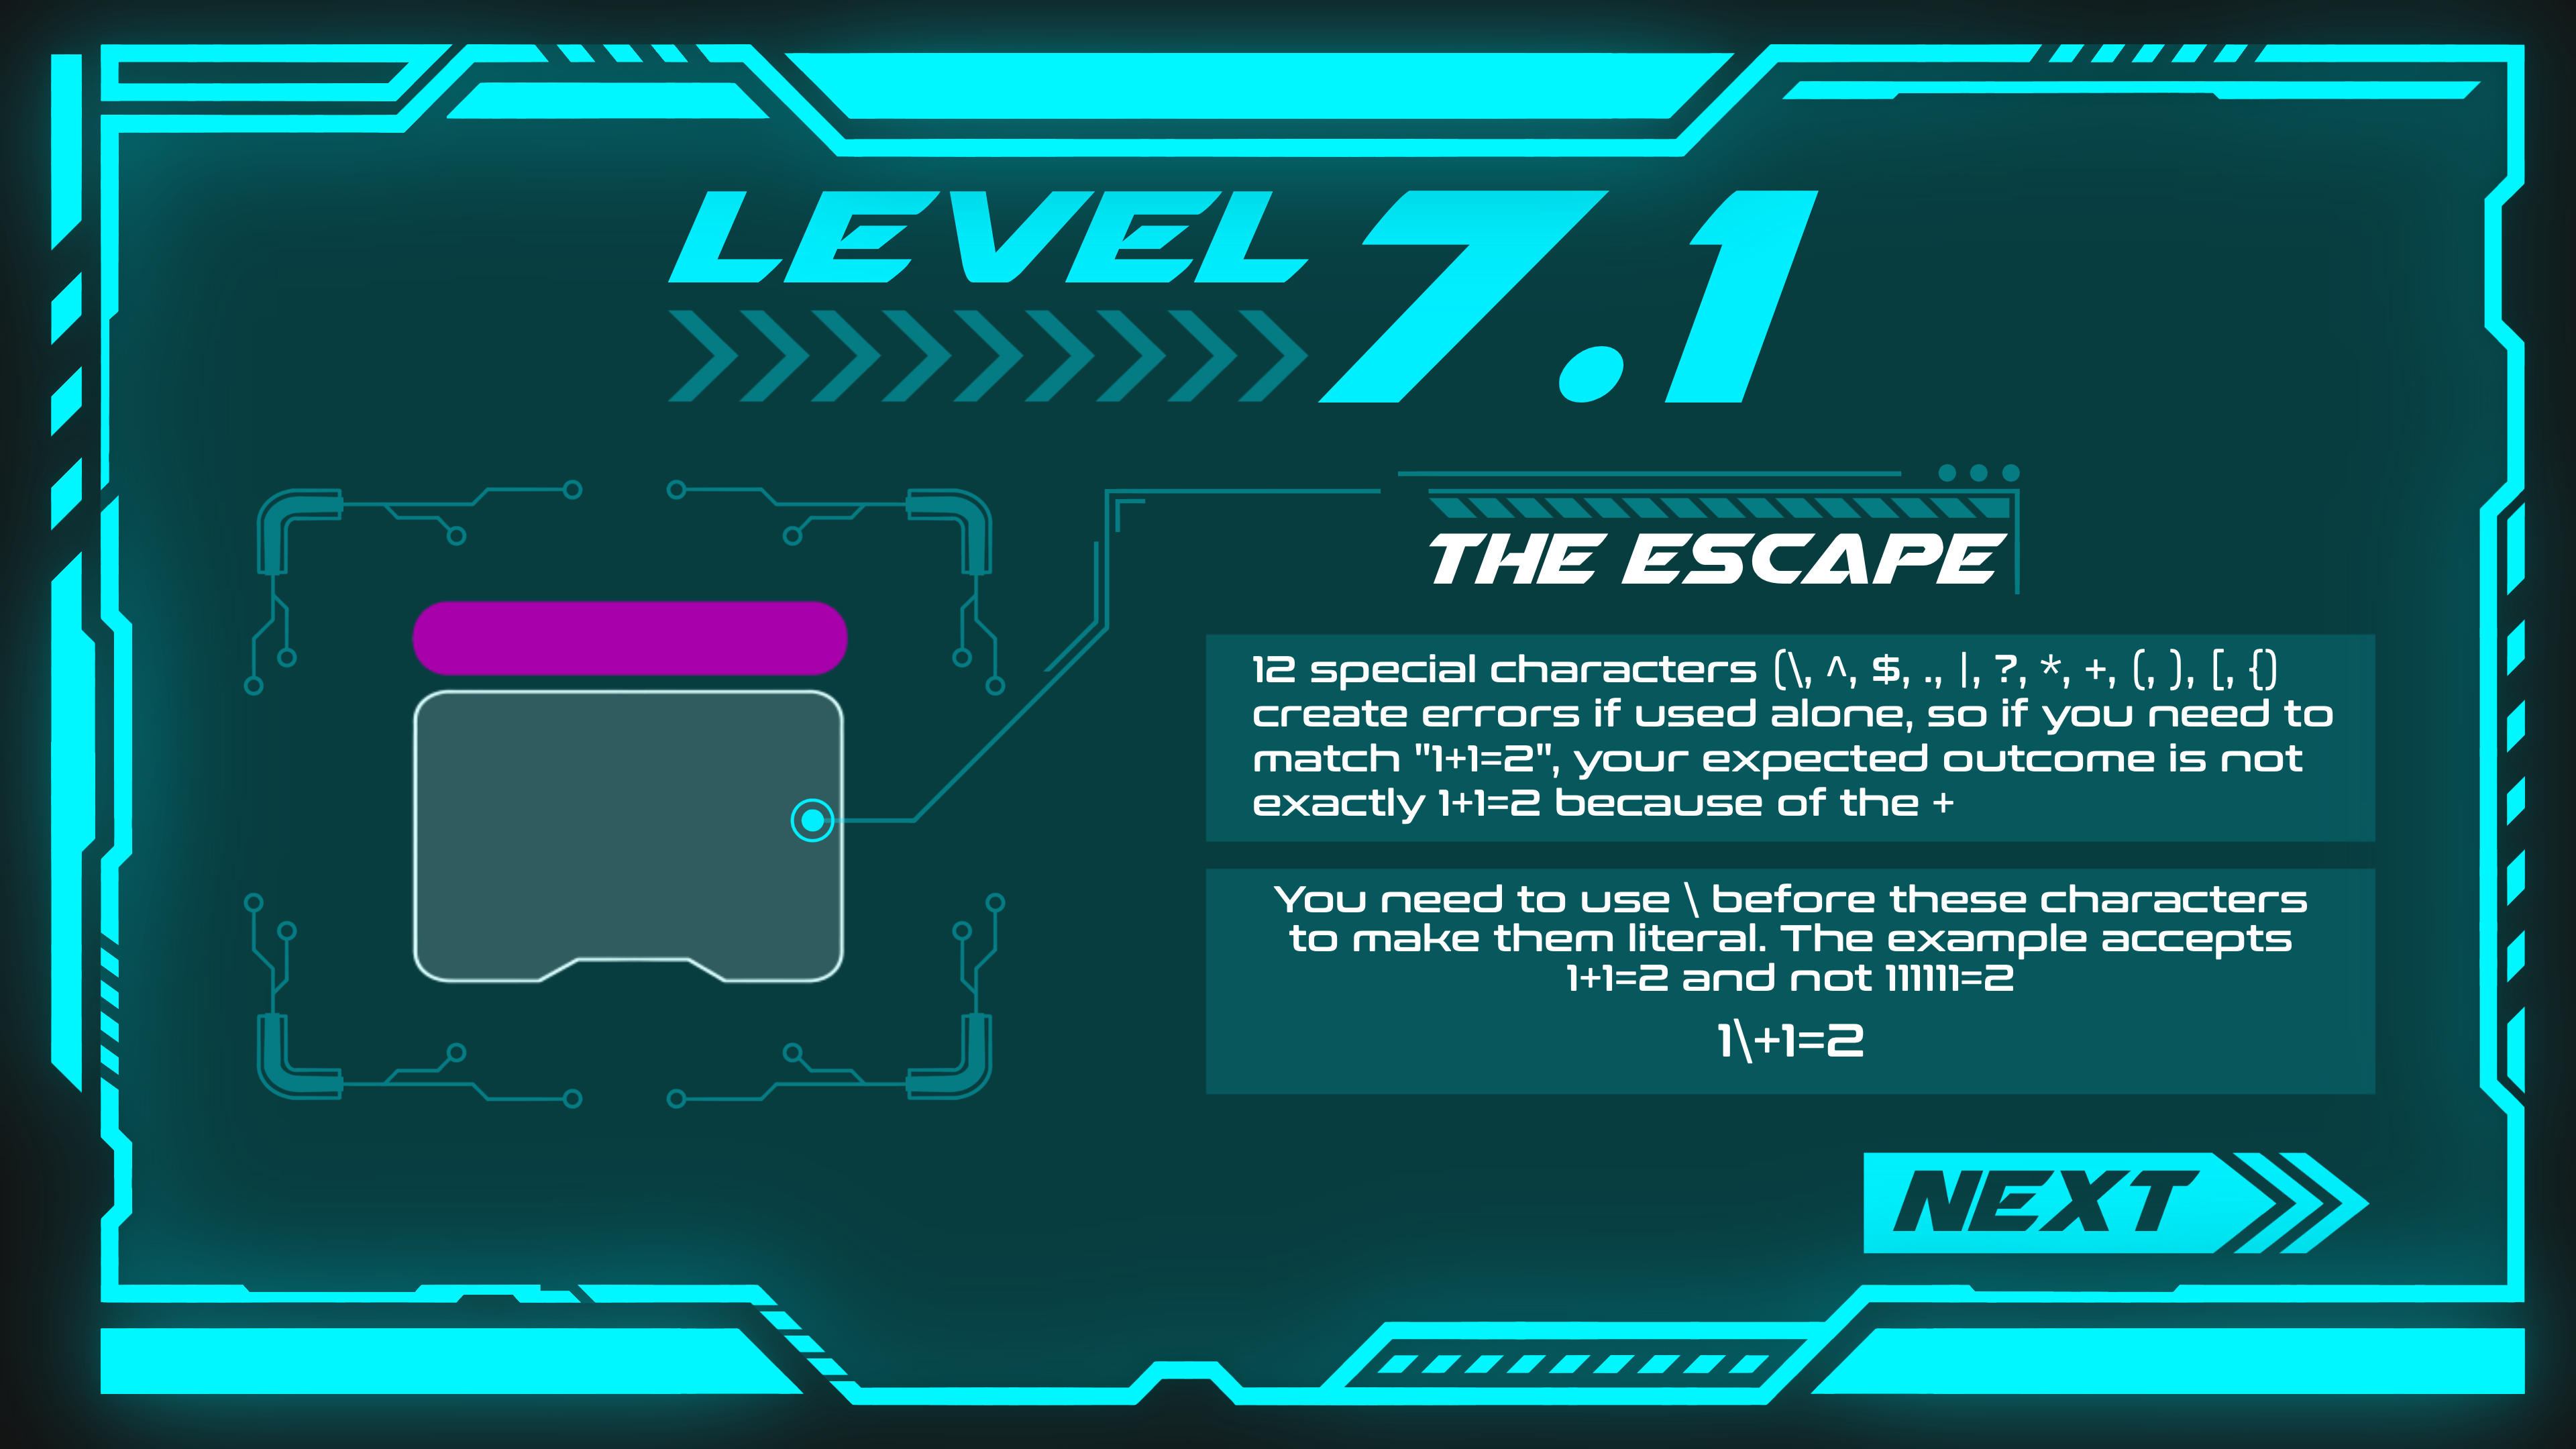 LEVEL 7.1
THE ESCAPE
12 special characters (\, ^, $, ., |, ?, *, +, (, ), [, {)
create errors if used alone, so if you need to
match "1+1=2", your expected outcome is not
exactly 1+1=2 because of the +
You need to use \ before these characters
to make them literal. The example accepts
1+1=2 and not 111111=2
1\+1=2
NEXT